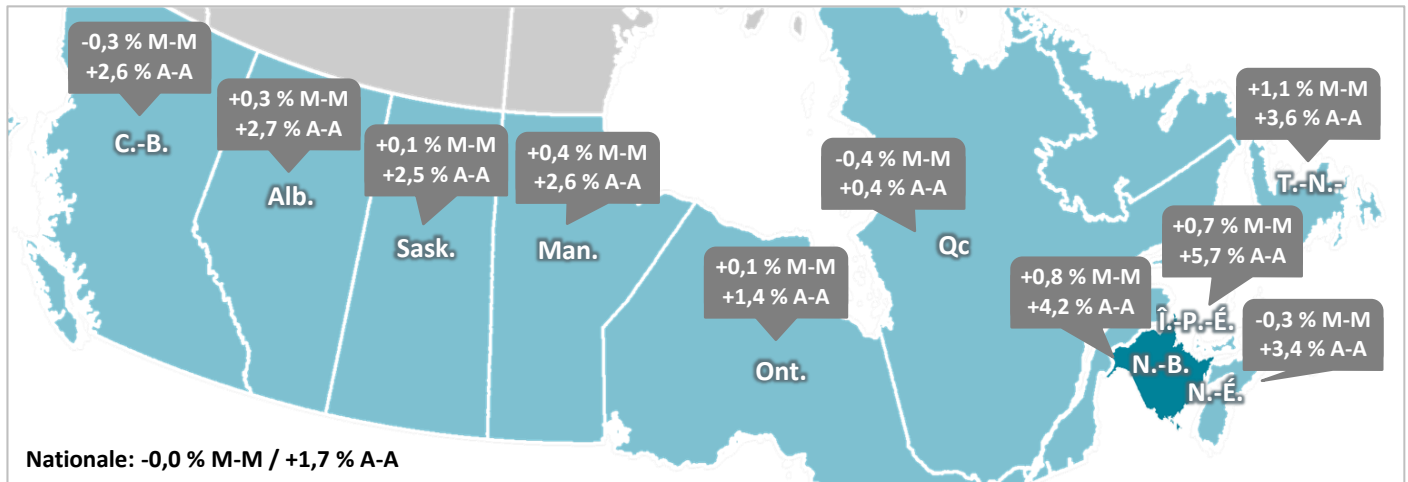 -0,3 % M-M
+2,6 % A-A
C.-B.
+0,3 % M-M
+2,7 % A-A
Alb.
+0,1 % M-M
+2,5 % A-A
Sask.
+0,4 % M-M
+2,6 % A-A
Man.
+0,1 % M-M
+1,4 % A-A
Ont.
-0,4 % M-M
+0,4 % A-A
Qc
+1,1 % M-M
+3,6 % A-A
T.-N.-
+0,7 % M-M
+5,7 % A-A
Î.-P.-É.
+0,8 % M-M
+4,2 % A-A
N.-B.
-0,3 % M-M
+3,4 % A-A
N.-É.
Nationale: -0,0 % M-M / +1,7 % A-A